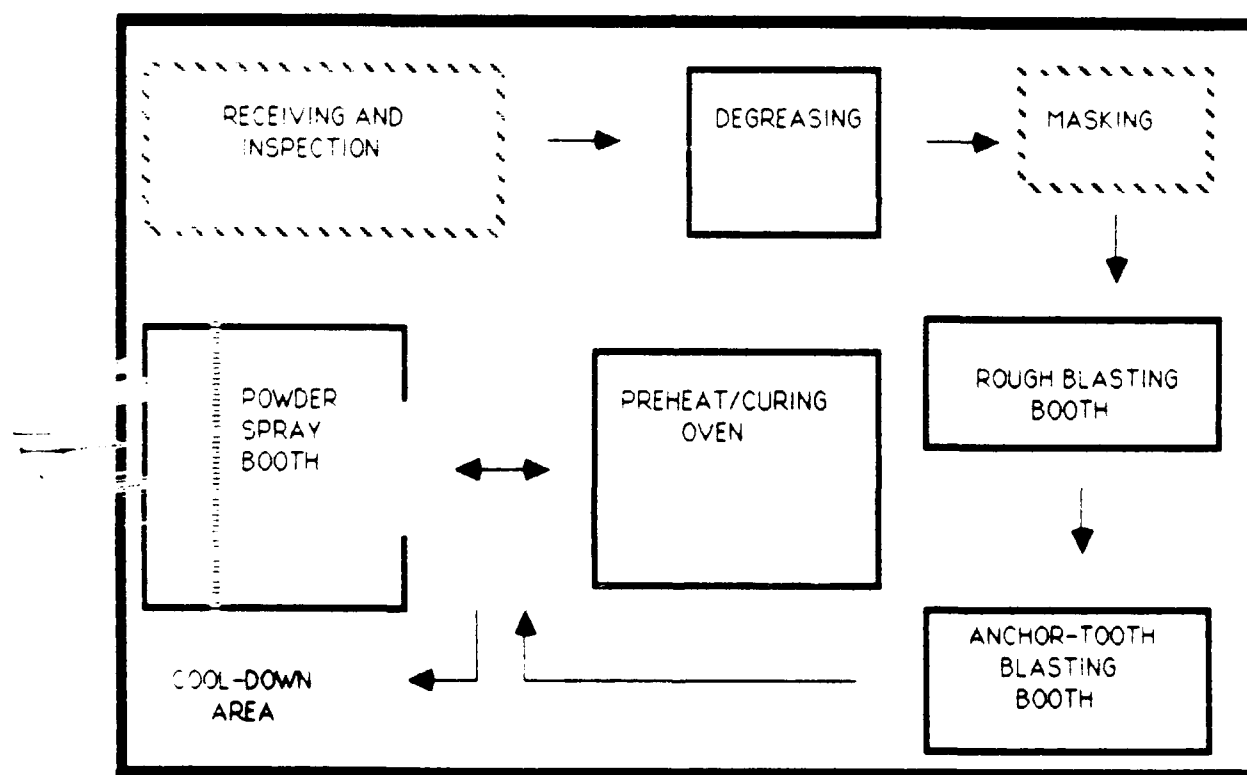 RECEIVING AND
INSPECTION
DEGREASING
MASKING
POWDER
SPRAY
BOOTH
PREHEAT/CURING
OVEN
ROUGH BLASTING
BOOTH
ANCHOR-TOOTH
BLASTING
BOOTH
COOL-DOWN
AREA